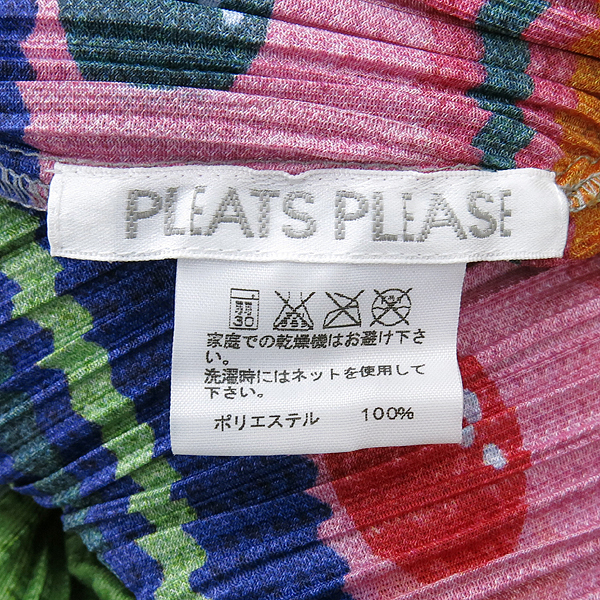 PLEATS PLEASE
弱
30
家庭での乾燥機はお避け下さ
い。
洗濯時にはネットを使用して
下さい。
ポリエステル 100%